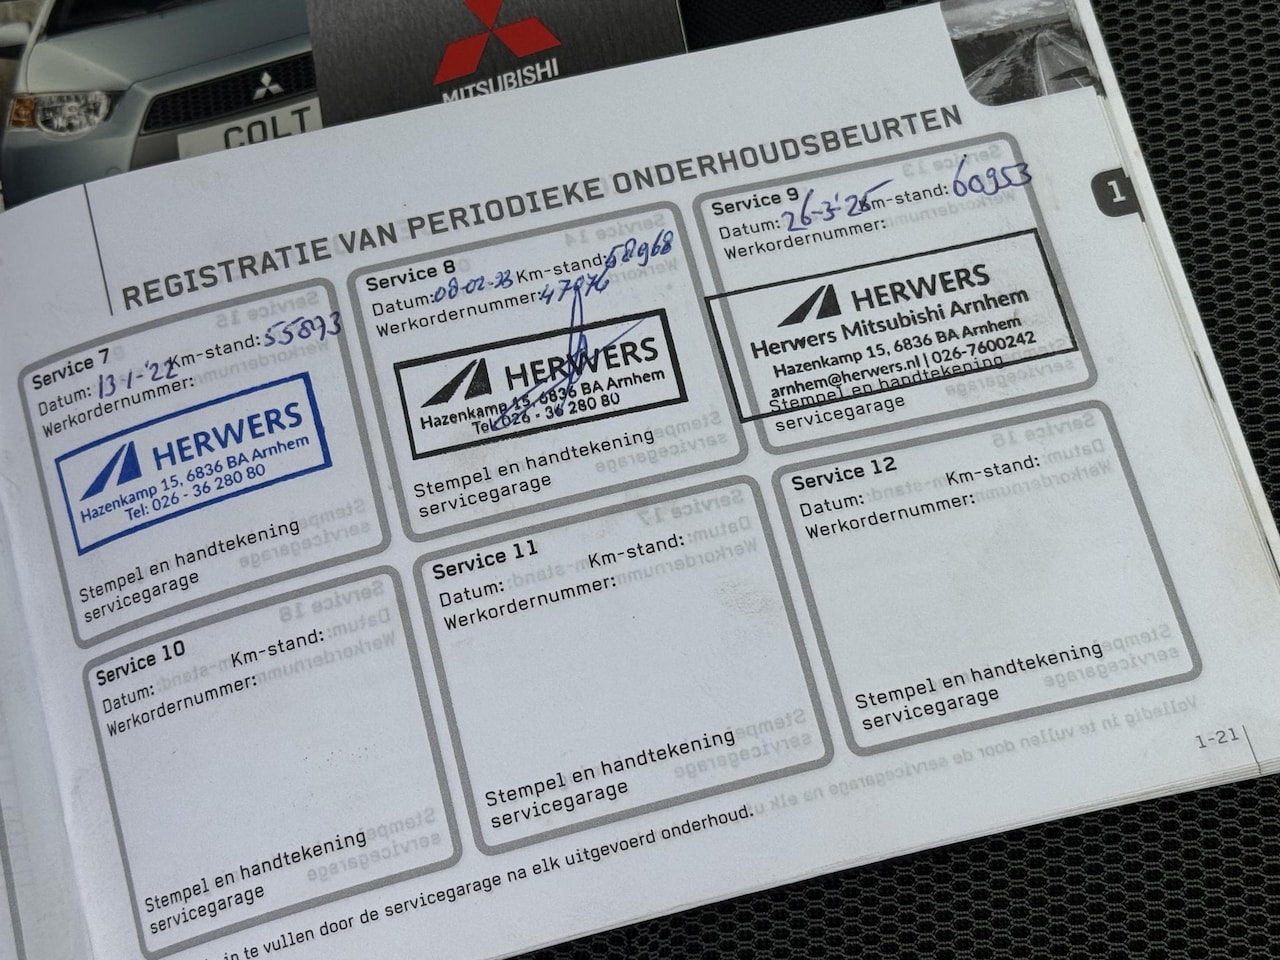 COLT
MITSUBISHI
REGISTRATIE VAN PERIODIEKE ONDERHOUDSBEURTEN
1
Service 7
Datum: 13-1-'22 Km-stand: 55873
Werkordernummer:
HERWERS
Hazenkamp 15, 6836 BA Arnhem
Tel: 026 - 36 280 80
Stempel en handtekening
servicegarage
Service 8
Datum: 08-02-23 Km-stand: 58968
Werkordernummer: 47876
HERWERS
Hazenkamp 15, 6836 BA Arnhem
Tel: 026 - 36 280 80
Stempel en handtekening
servicegarage
Service 9
Datum: 26-3-'25 Km-stand: 60953
Werkordernummer:
HERWERS
Herwers Mitsubishi Arnhem
Hazenkamp 15, 6836 BA Arnhem
arnhem@herwers.nl | 026-7600242
Stempel en handtekening
servicegarage
Service 10
Datum: Km-stand:
Werkordernummer:
Stempel en handtekening
servicegarage
Service 11
Datum: Km-stand:
Werkordernummer:
Stempel en handtekening
servicegarage
Service 12
Datum: Km-stand:
Werkordernummer:
Stempel en handtekening
servicegarage
in te vullen door de servicegarage na elk uitgevoerd onderhoud.
1-21